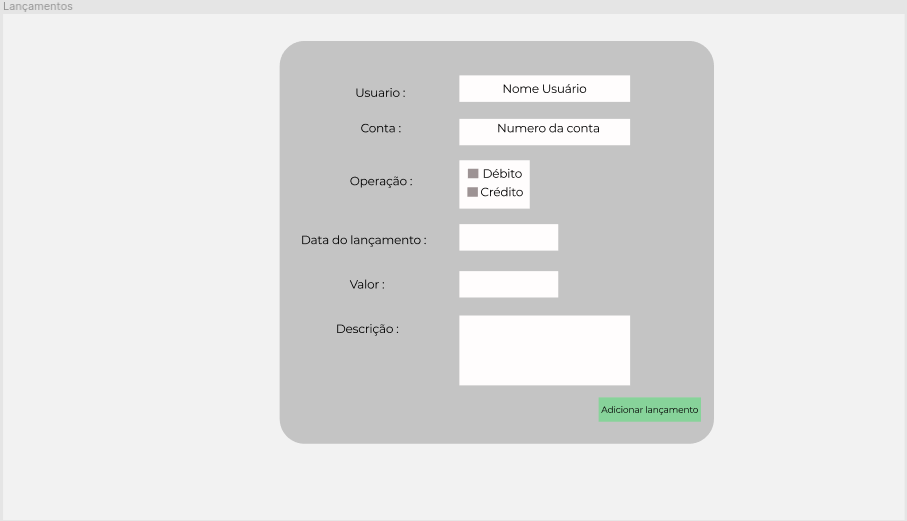 Lançamentos
Usuario :
Nome Usuário
Conta :
Numero da conta
Operação :
Débito
Crédito
Data do lançamento :
Valor :
Descrição :
Adicionar lançamento